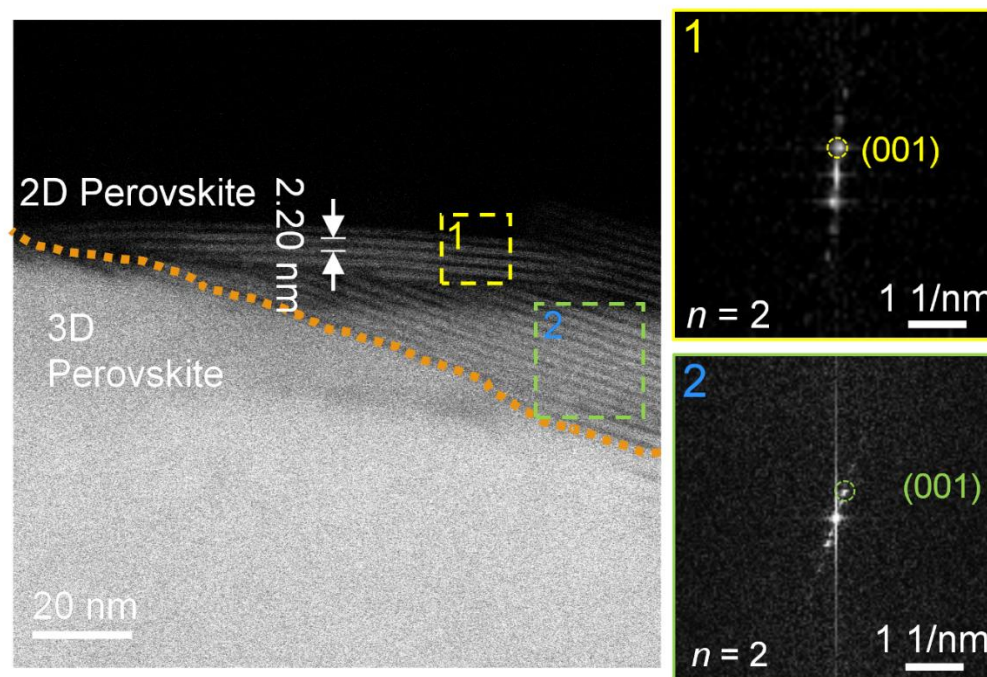 2D Perovskite
2.20 nm
1
2
3D
Perovskite
20 nm
1
(001)
n = 2
1 1/nm
2
(001)
n = 2
1 1/nm